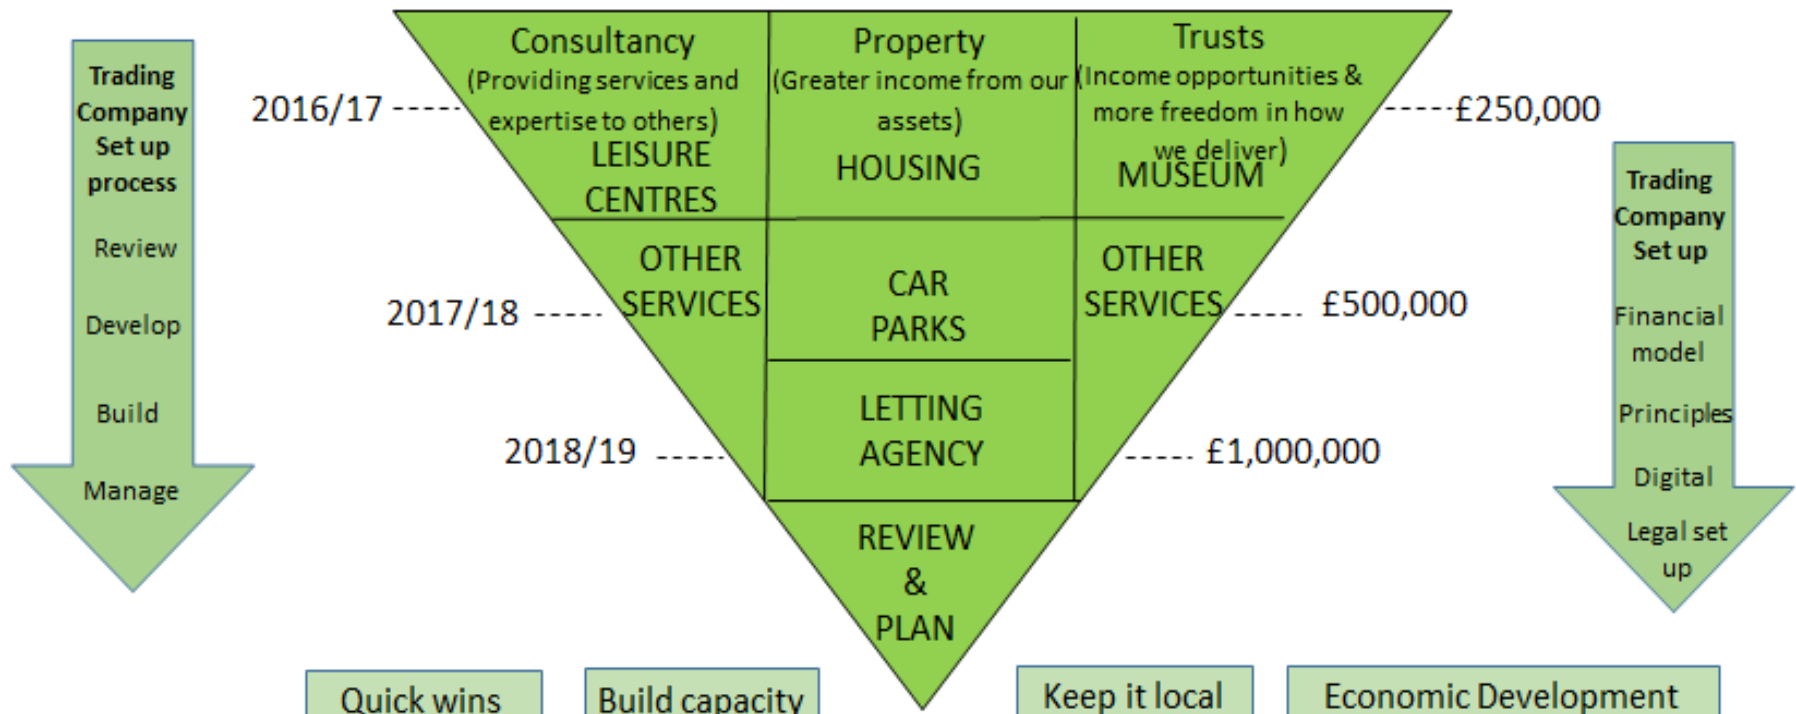 Trading
Company
Set up
process
Review
Develop
Build
Manage
2016/17
2017/18
2018/19
Consultancy
(Providing services and
expertise to others)
LEISURE
CENTRES
OTHER
SERVICES
Property
(Greater income from our
assets)
HOUSING
CAR
PARKS
LETTING
AGENCY
REVIEW
&
PLAN
Trusts
(Income opportunities &
more freedom in how
we deliver)
MUSEUM
OTHER
SERVICES
£250,000
£500,000
£1,000,000
Trading
Company
Set up
Financial
model
Principles
Digital
Legal set
up
Quick wins
Build capacity
Keep it local
Economic Development